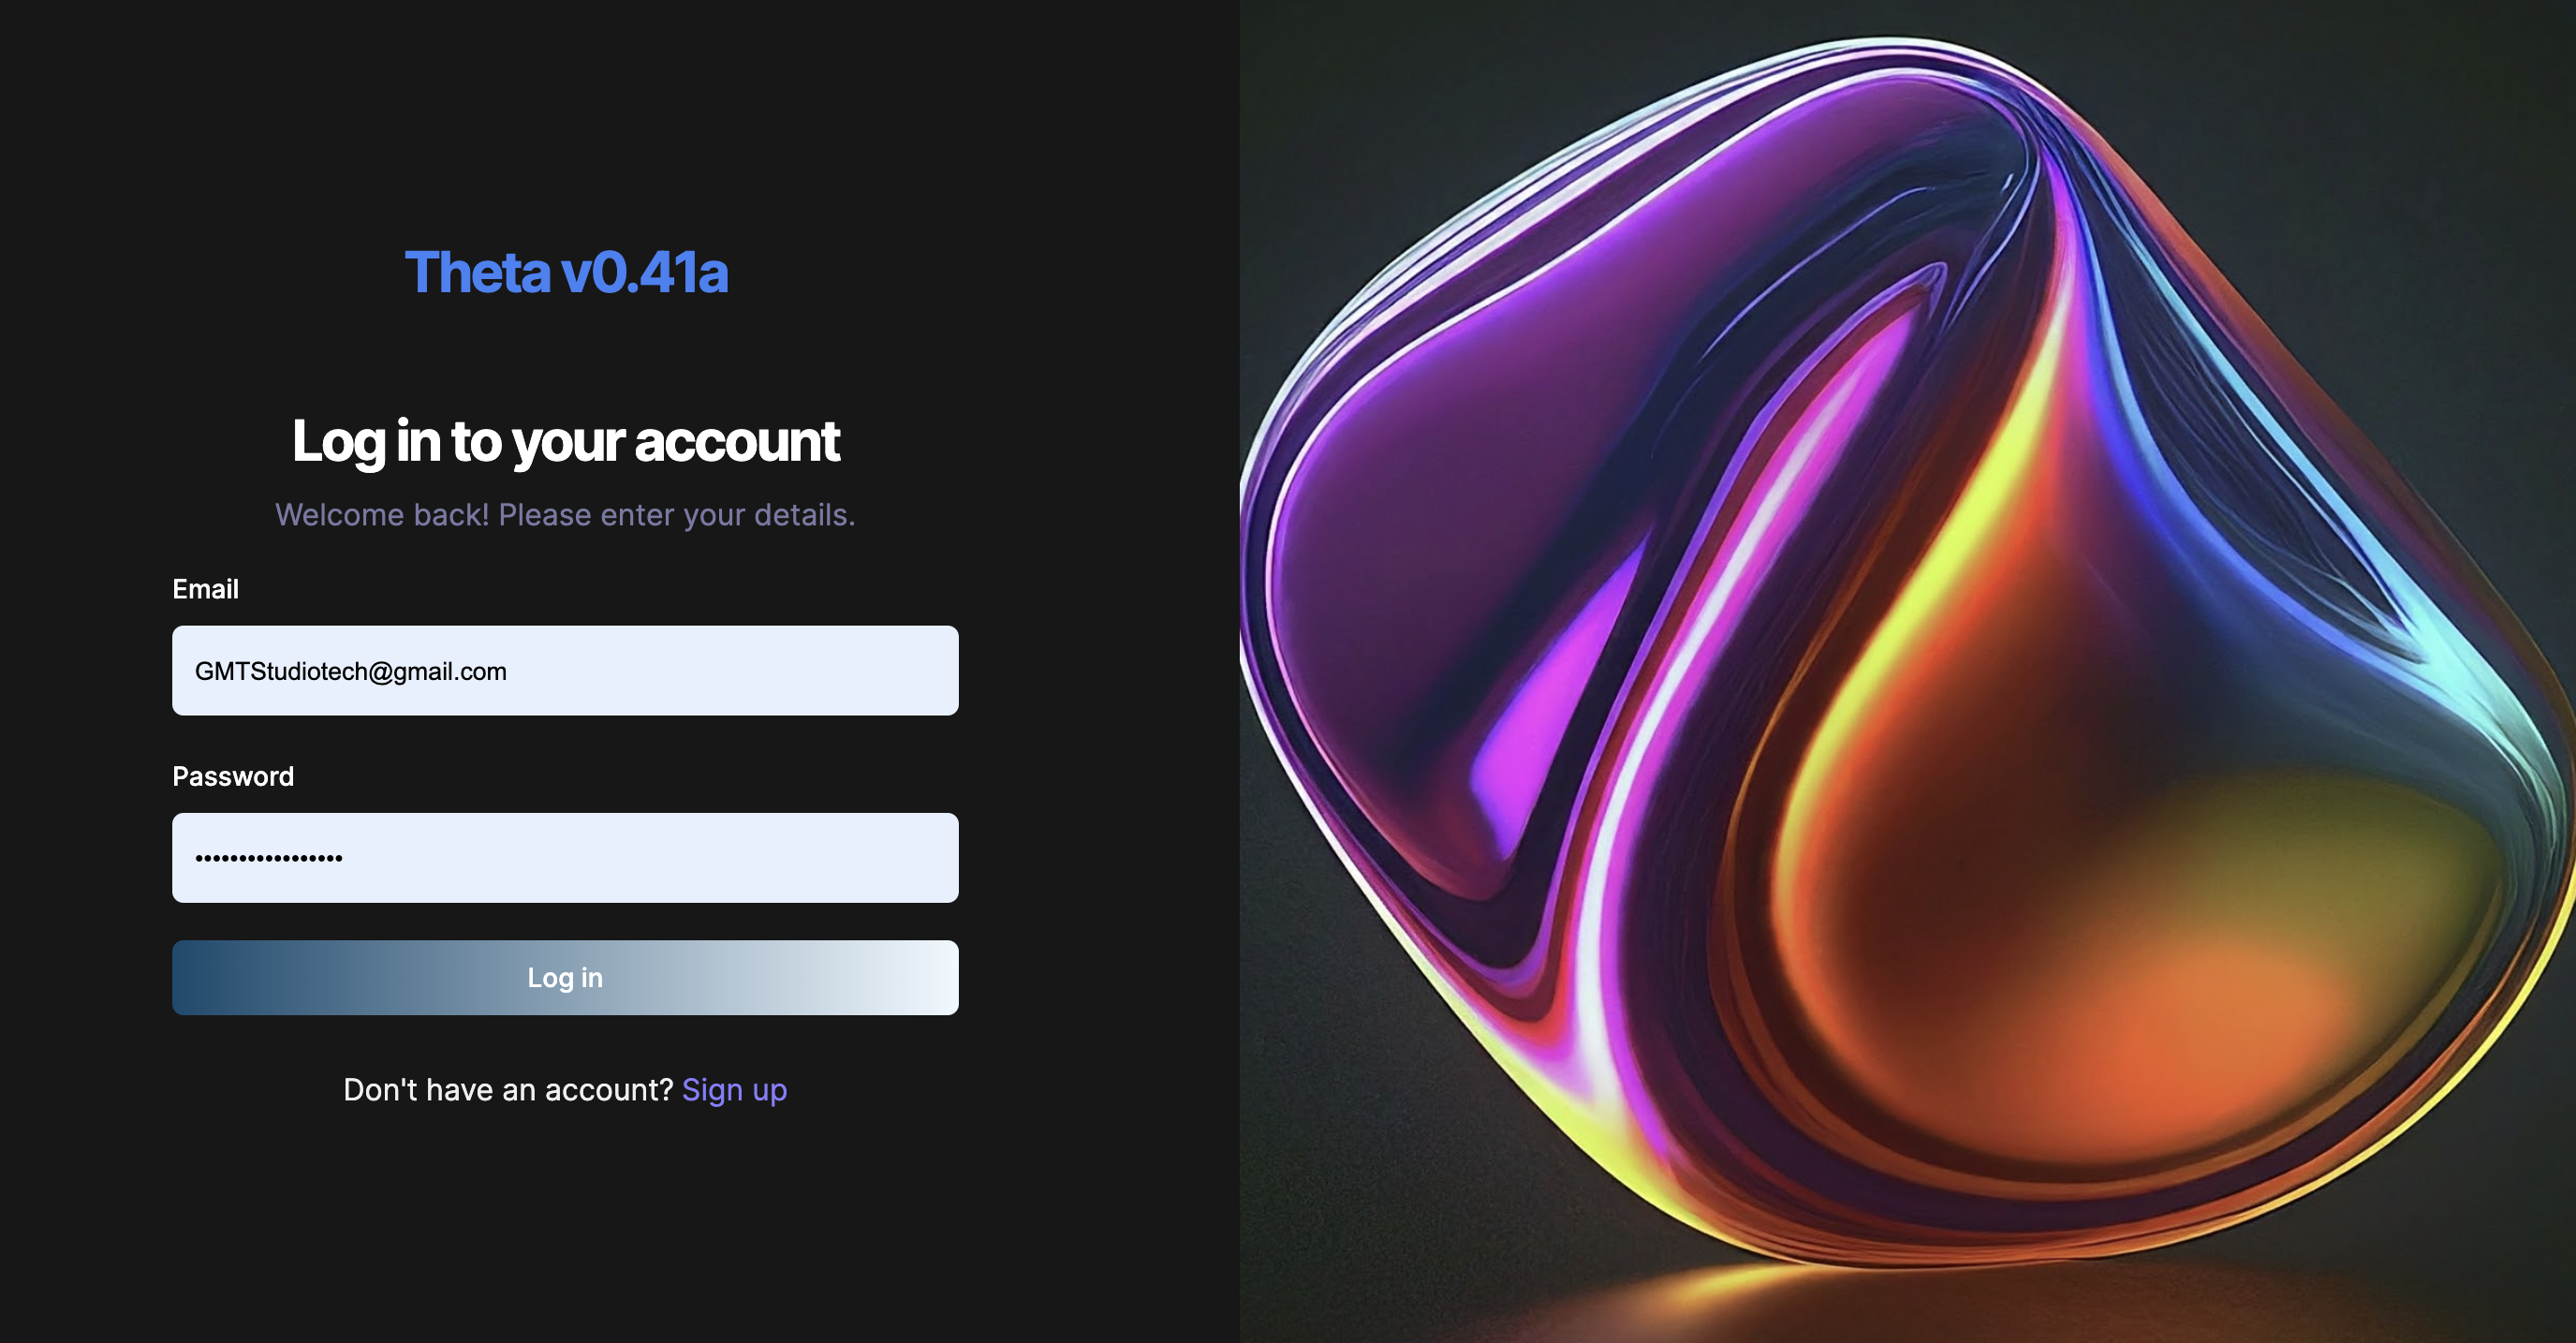 Theta v0.41a
Log in to your account
Welcome back! Please enter your details.
Email
GMTStudiotech@gmail.com
Password
•••••••••••••••••
Log in
Don't have an account? Sign up